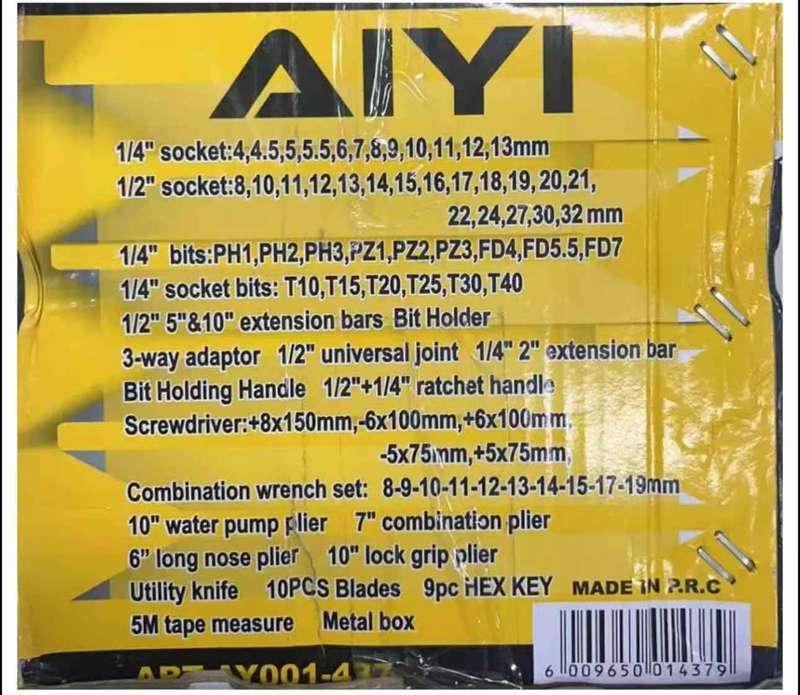 AIYI
1/4" socket:4,4.5,5,5.5,6,7,8,9,10,11,12,13mm
1/2" socket:8,10,11,12,13,14,15,16,17,18,19,20,21,
22,24,27,30,32 mm
1/4" bits:PH1,PH2,PH3,PZ1,PZ2,PZ3,FD4,FD5.5,FD7
1/4" socket bits: T10,T15,T20,T25,T30,T40
1/2" 5"&10" extension bars Bit Holder
3-way adaptor 1/2" universal joint 1/4" 2" extension bar
Bit Holding Handle 1/2"+1/4" ratchet handle
Screwdriver:+8x150mm,-6x100mm,+6x100mm,
-5x75mm,+5x75mm,
Combination wrench set: 8-9-10-11-12-13-14-15-17-19mm
10" water pump plier 7" combination plier
6” long nose plier 10" lock grip plier
Utility knife 10PCS Blades 9pc HEX KEY MADE IN P.R.C
5M tape measure Metal box
6 009650 014379